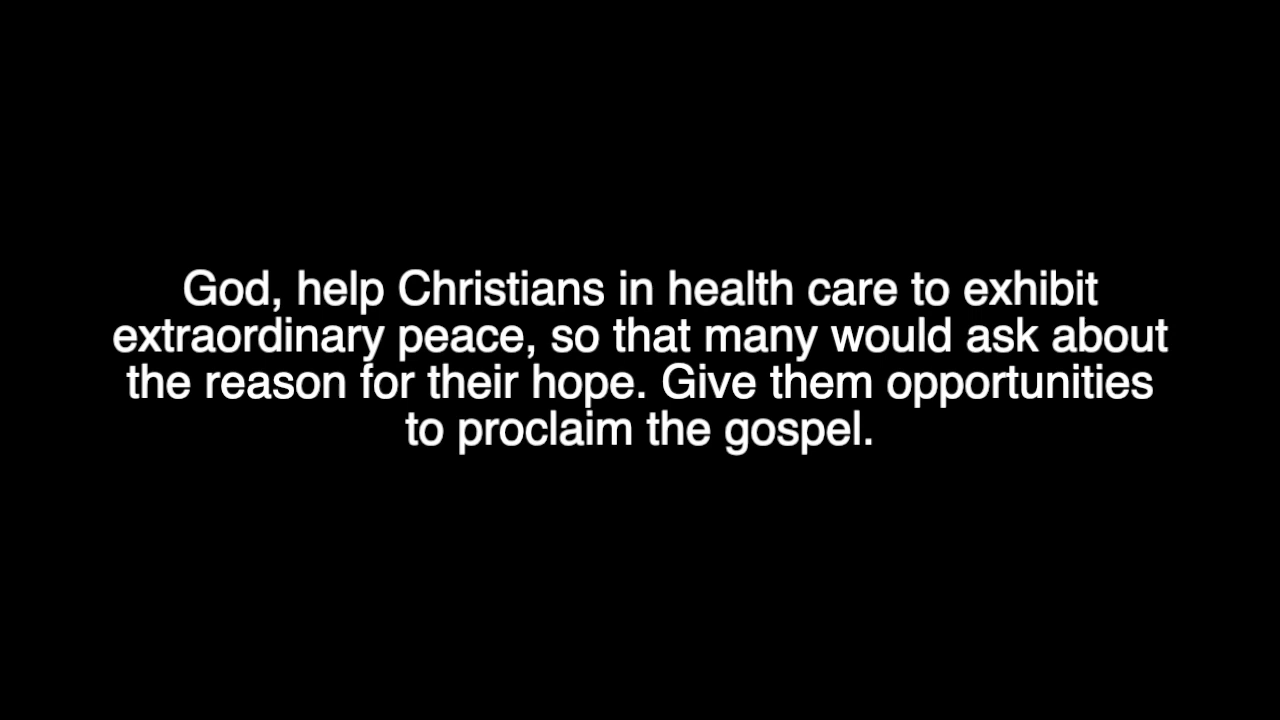 God, help Christians in health care to exhibit
extraordinary peace, so that many would ask about
the reason for their hope. Give them opportunities
to proclaim the gospel.